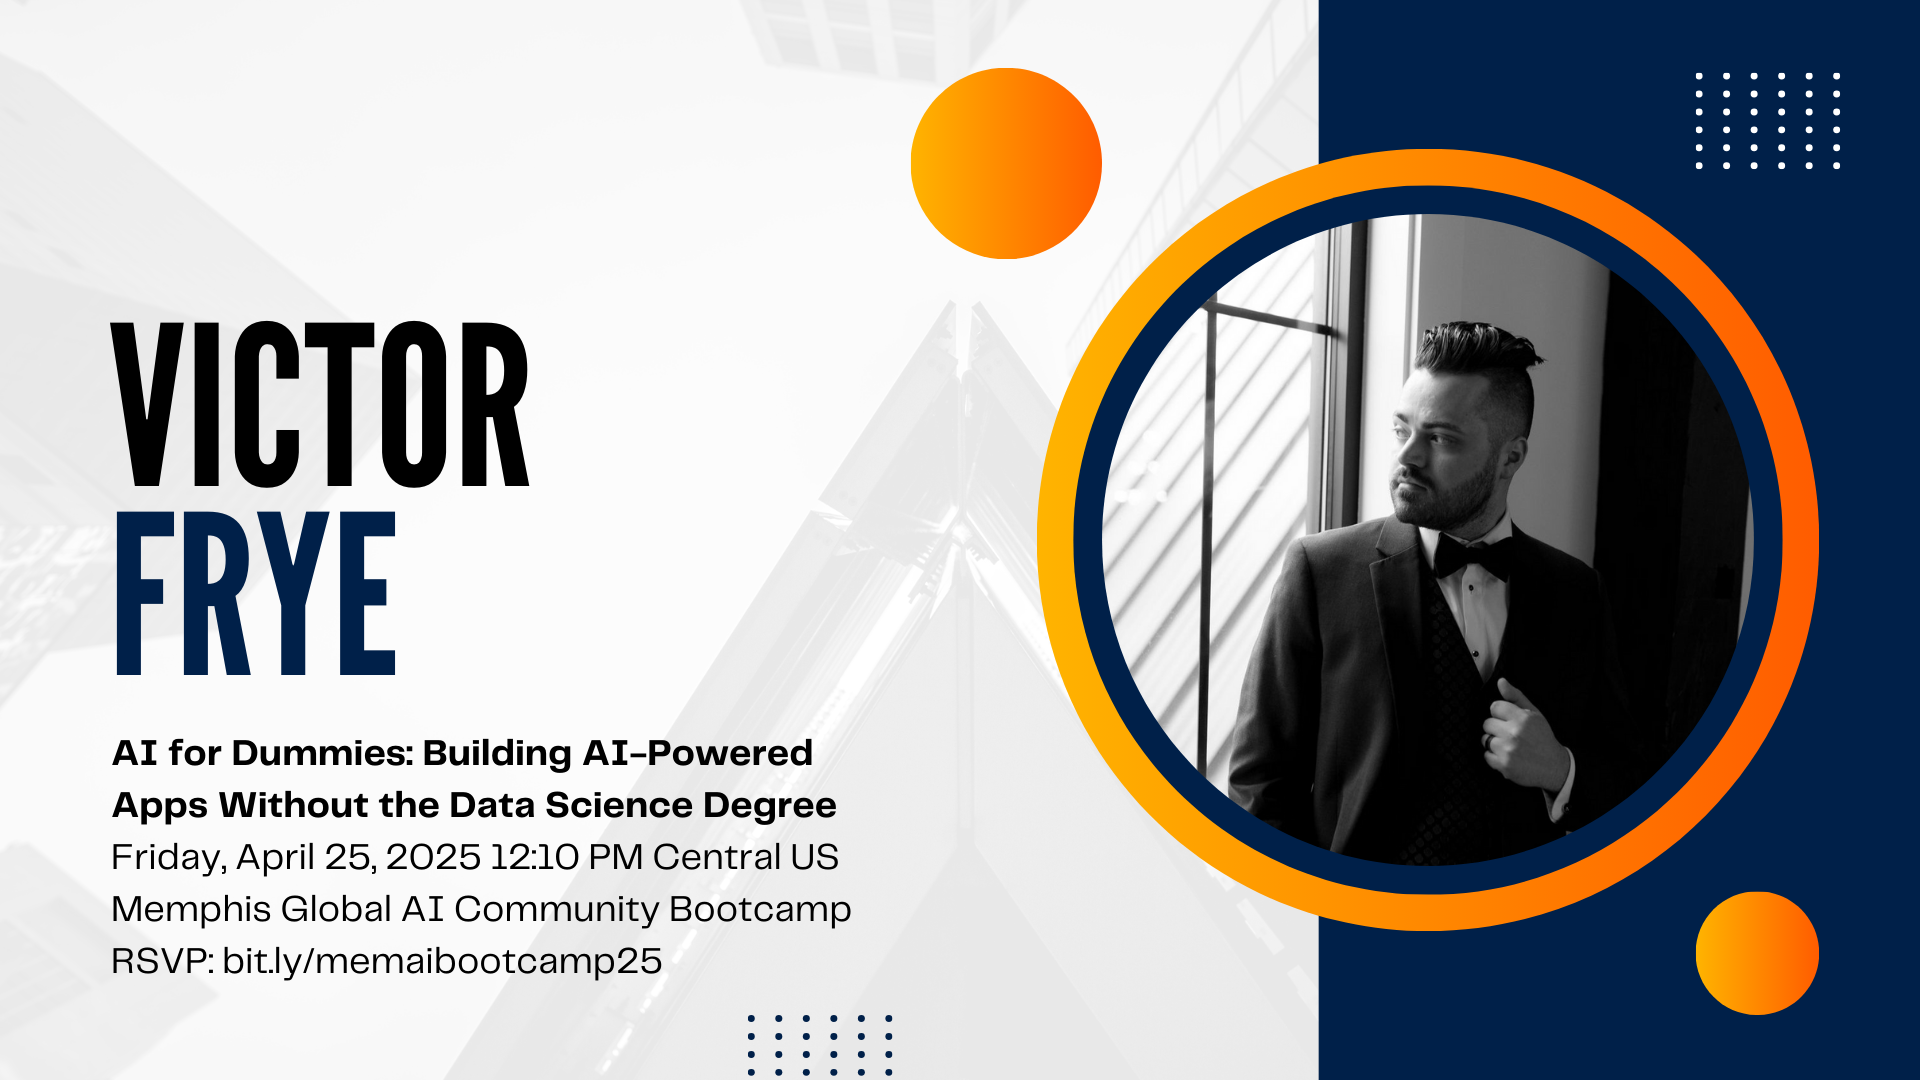 VICTOR
FRYE
AI for Dummies: Building AI-Powered
Apps Without the Data Science Degree
Friday, April 25, 2025 12:10 PM Central US
Memphis Global AI Community Bootcamp
RSVP: bit.ly/memaibootcamp25